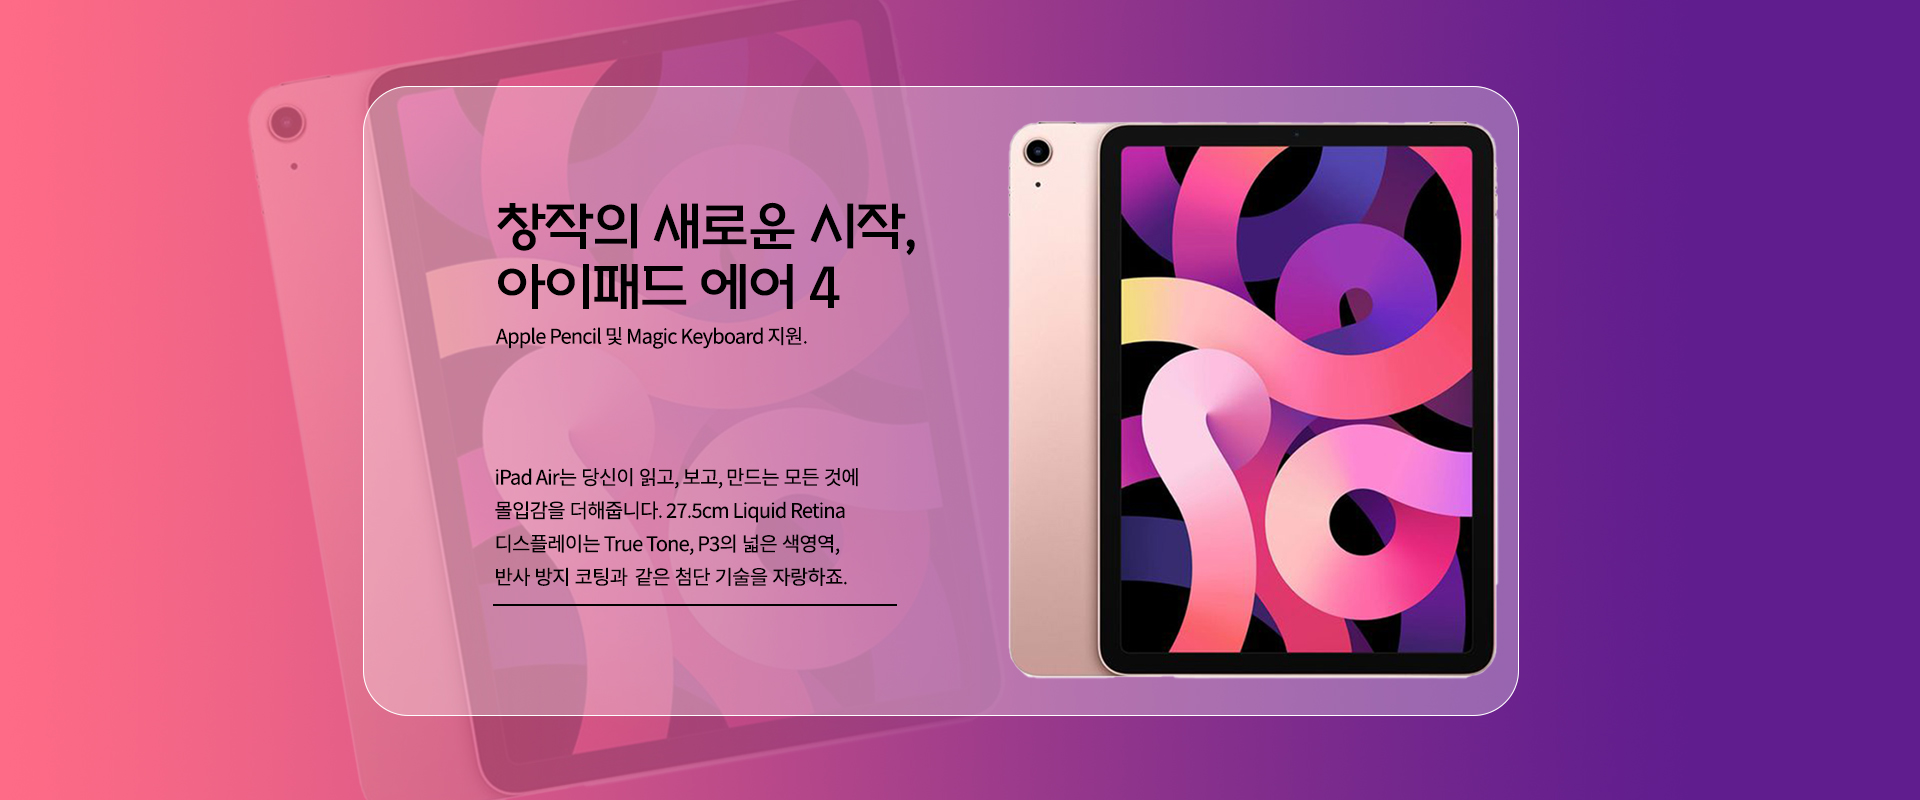 창작의 새로운 시작,
아이패드 에어 4
Apple Pencil 및 Magic Keyboard 지원.
iPad Air는 당신이 읽고, 보고, 만드는 모든 것에
몰입감을 더해줍니다. 27.5cm Liquid Retina
디스플레이는 True Tone, P3의 넓은 색영역,
반사 방지 코팅과 같은 첨단 기술을 자랑하죠.